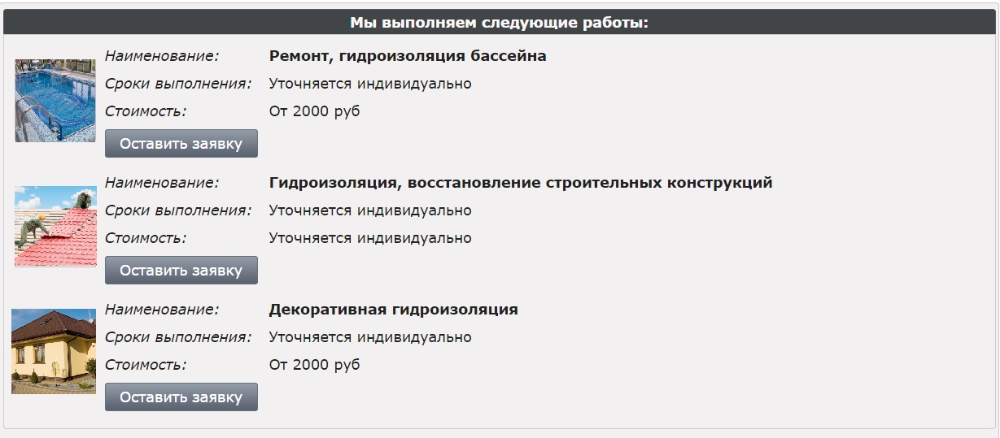 Мы выполняем следующие работы:
Наименование: Ремонт, гидроизоляция бассейна
Сроки выполнения: Уточняется индивидуально
Стоимость: От 2000 руб
Оставить заявку
Наименование: Гидроизоляция, восстановление строительных конструкций
Сроки выполнения: Уточняется индивидуально
Стоимость: Уточняется индивидуально
Оставить заявку
Наименование: Декоративная гидроизоляция
Сроки выполнения: Уточняется индивидуально
Стоимость: От 2000 руб
Оставить заявку